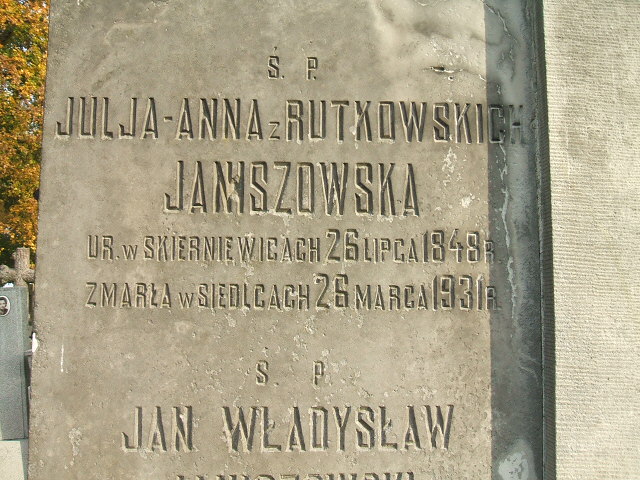 Ś. P.
JULJA-ANNA z RUTKOWSKICH
JANISZOWSKA
UR. W SKIERNIEWICACH 26 LIPCA 1848 R.
ZMARŁA W SIEDLCACH 26 MARCA 1931 R.
Ś. P.
JAN WŁADYSŁAW